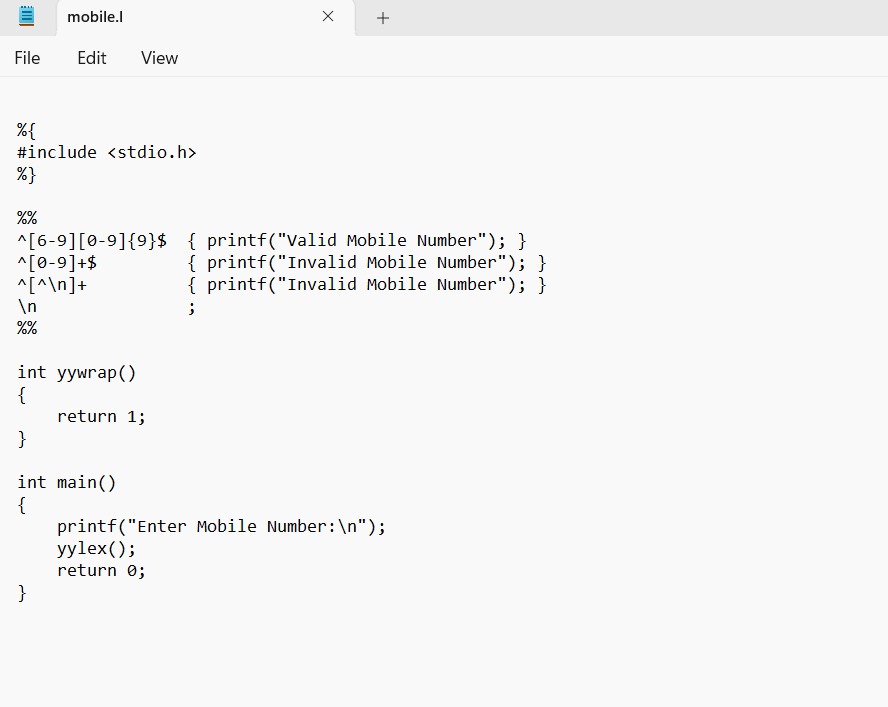 mobile.l
File Edit View
%{
#include <stdio.h>
%}
%%
^[6-9][0-9]{9}$  { printf("Valid Mobile Number"); }
^[0-9]+$         { printf("Invalid Mobile Number"); }
^[^\n]+          { printf("Invalid Mobile Number"); }
\n               ;
%%
int yywrap()
{
    return 1;
}
int main()
{
    printf("Enter Mobile Number:\n");
    yylex();
    return 0;
}